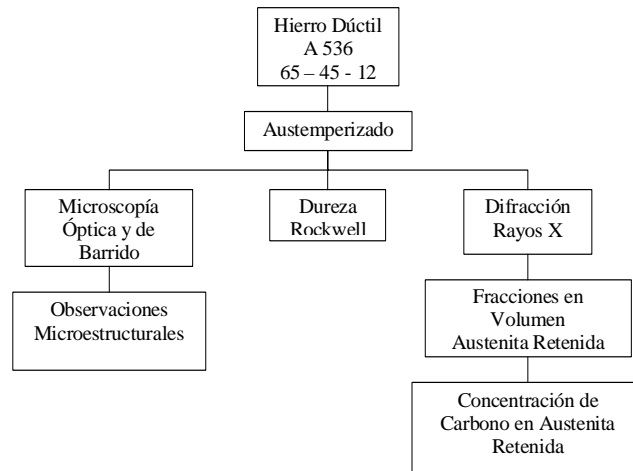 Hierro Dúctil
A 536
65 – 45 - 12
Austemperizado
Microscopía
Óptica y de
Barrido
Dureza
Rockwell
Difracción
Rayos X
Observaciones
Microestructurales
Fracciones en
Volumen
Austenita Retenida
Concentración de
Carbono en Austenita
Retenida